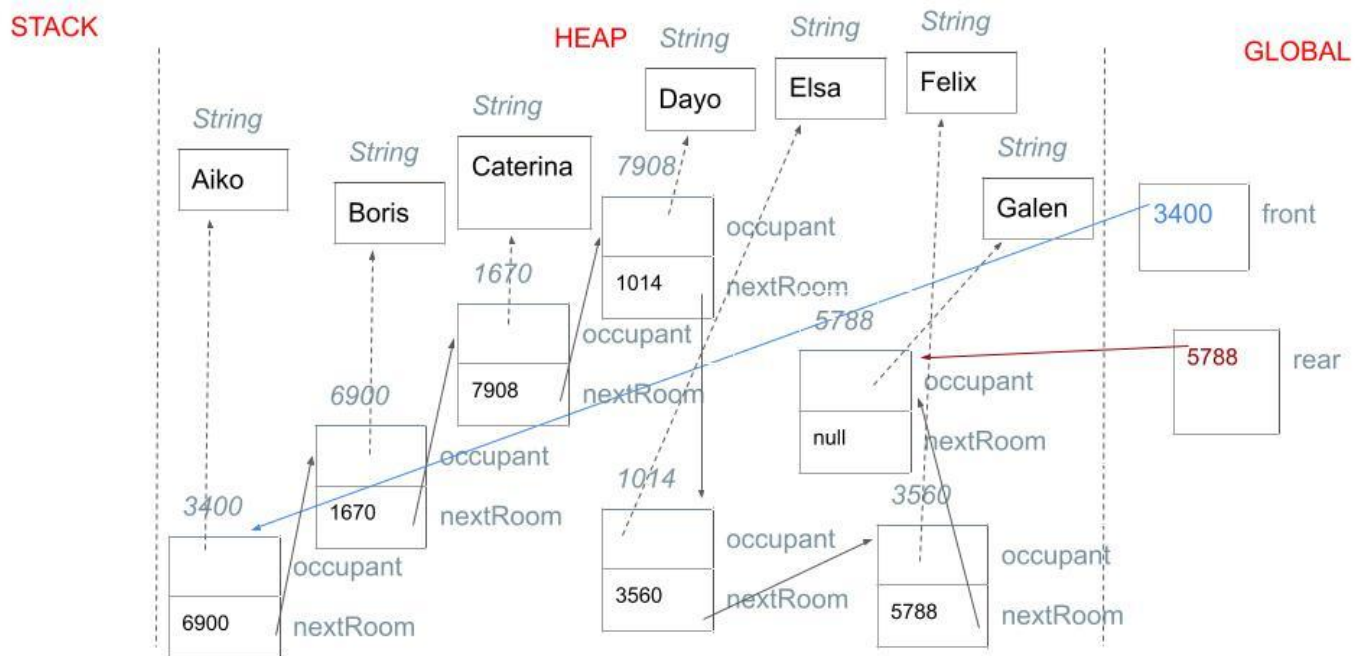 STACK
HEAP
GLOBAL
String
String
String
Dayo
Elsa
Felix
String
String
String
String
Aiko
Boris
Caterina
Galen
7908
occupant
1014
nextRoom
3400
front
1670
occupant
7908
nextRoom
5788
occupant
null
nextRoom
5788
rear
6900
occupant
1670
nextRoom
1014
occupant
3560
nextRoom
3560
occupant
5788
nextRoom
3400
occupant
6900
nextRoom